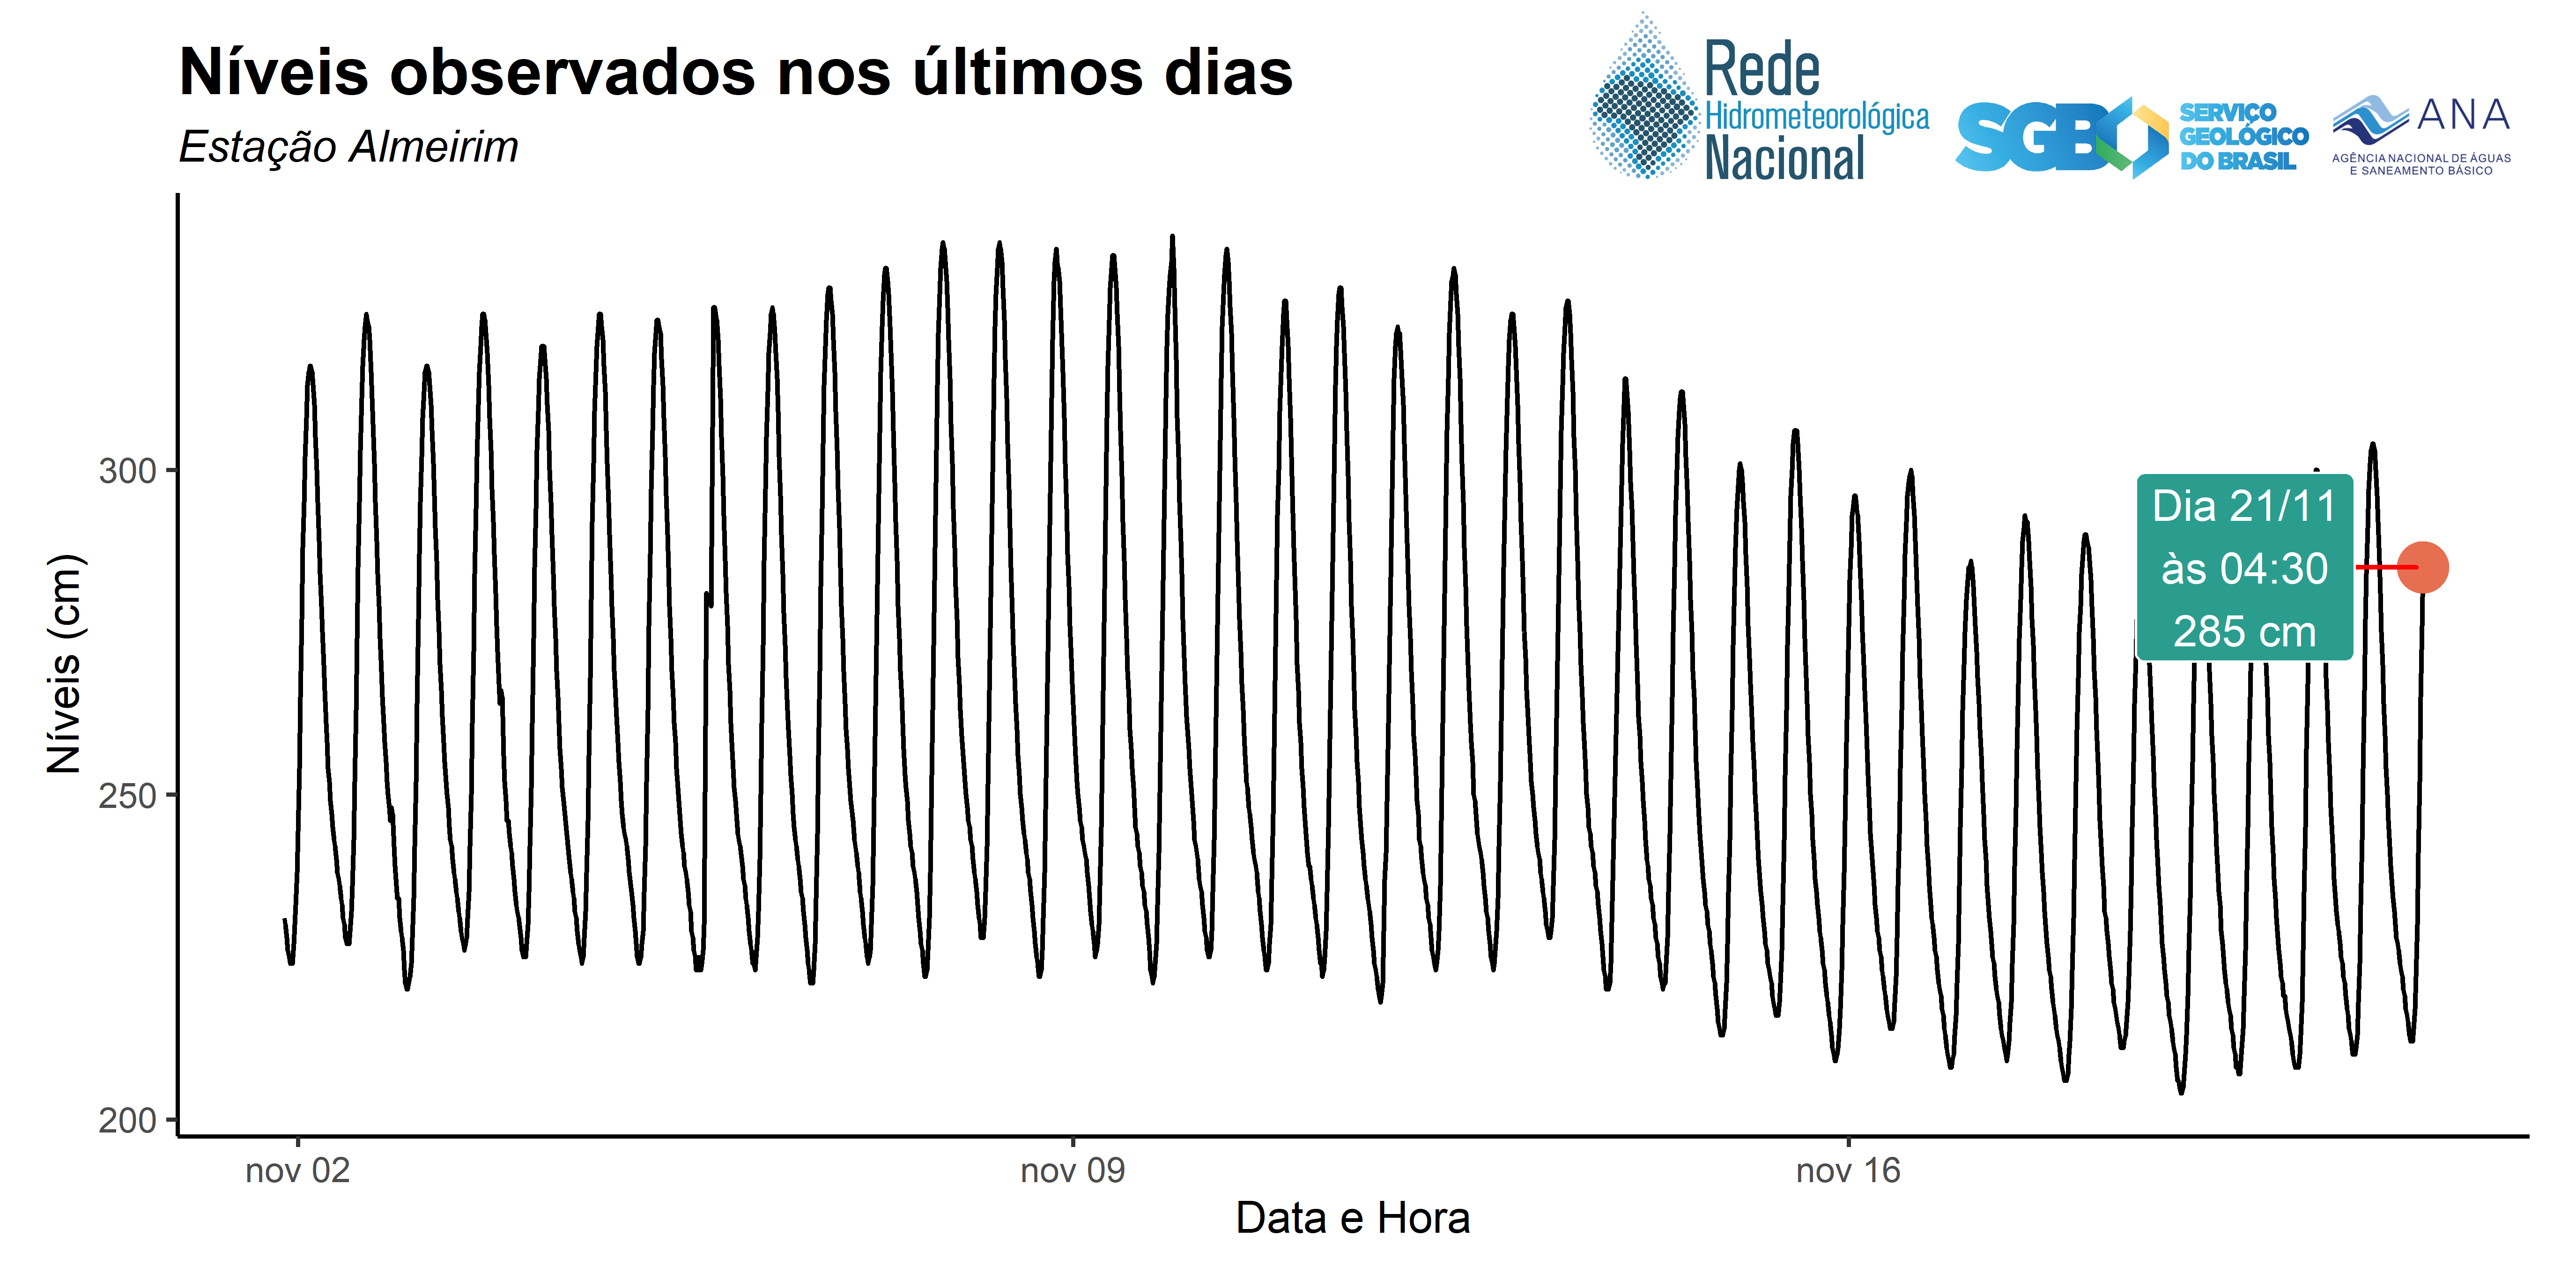 Níveis observados nos últimos dias
Estação Almeirim
Rede
Hidrometeorológica
Nacional
SGB
SERVIÇO
GEOLÓGICO
DO BRASIL
ANA
AGÊNCIA NACIONAL DE ÁGUAS
E SANEAMENTO BÁSICO
Níveis (cm)
300
250
200
Dia 21/11
às 04:30
285 cm
nov 02
nov 09
nov 16
Data e Hora